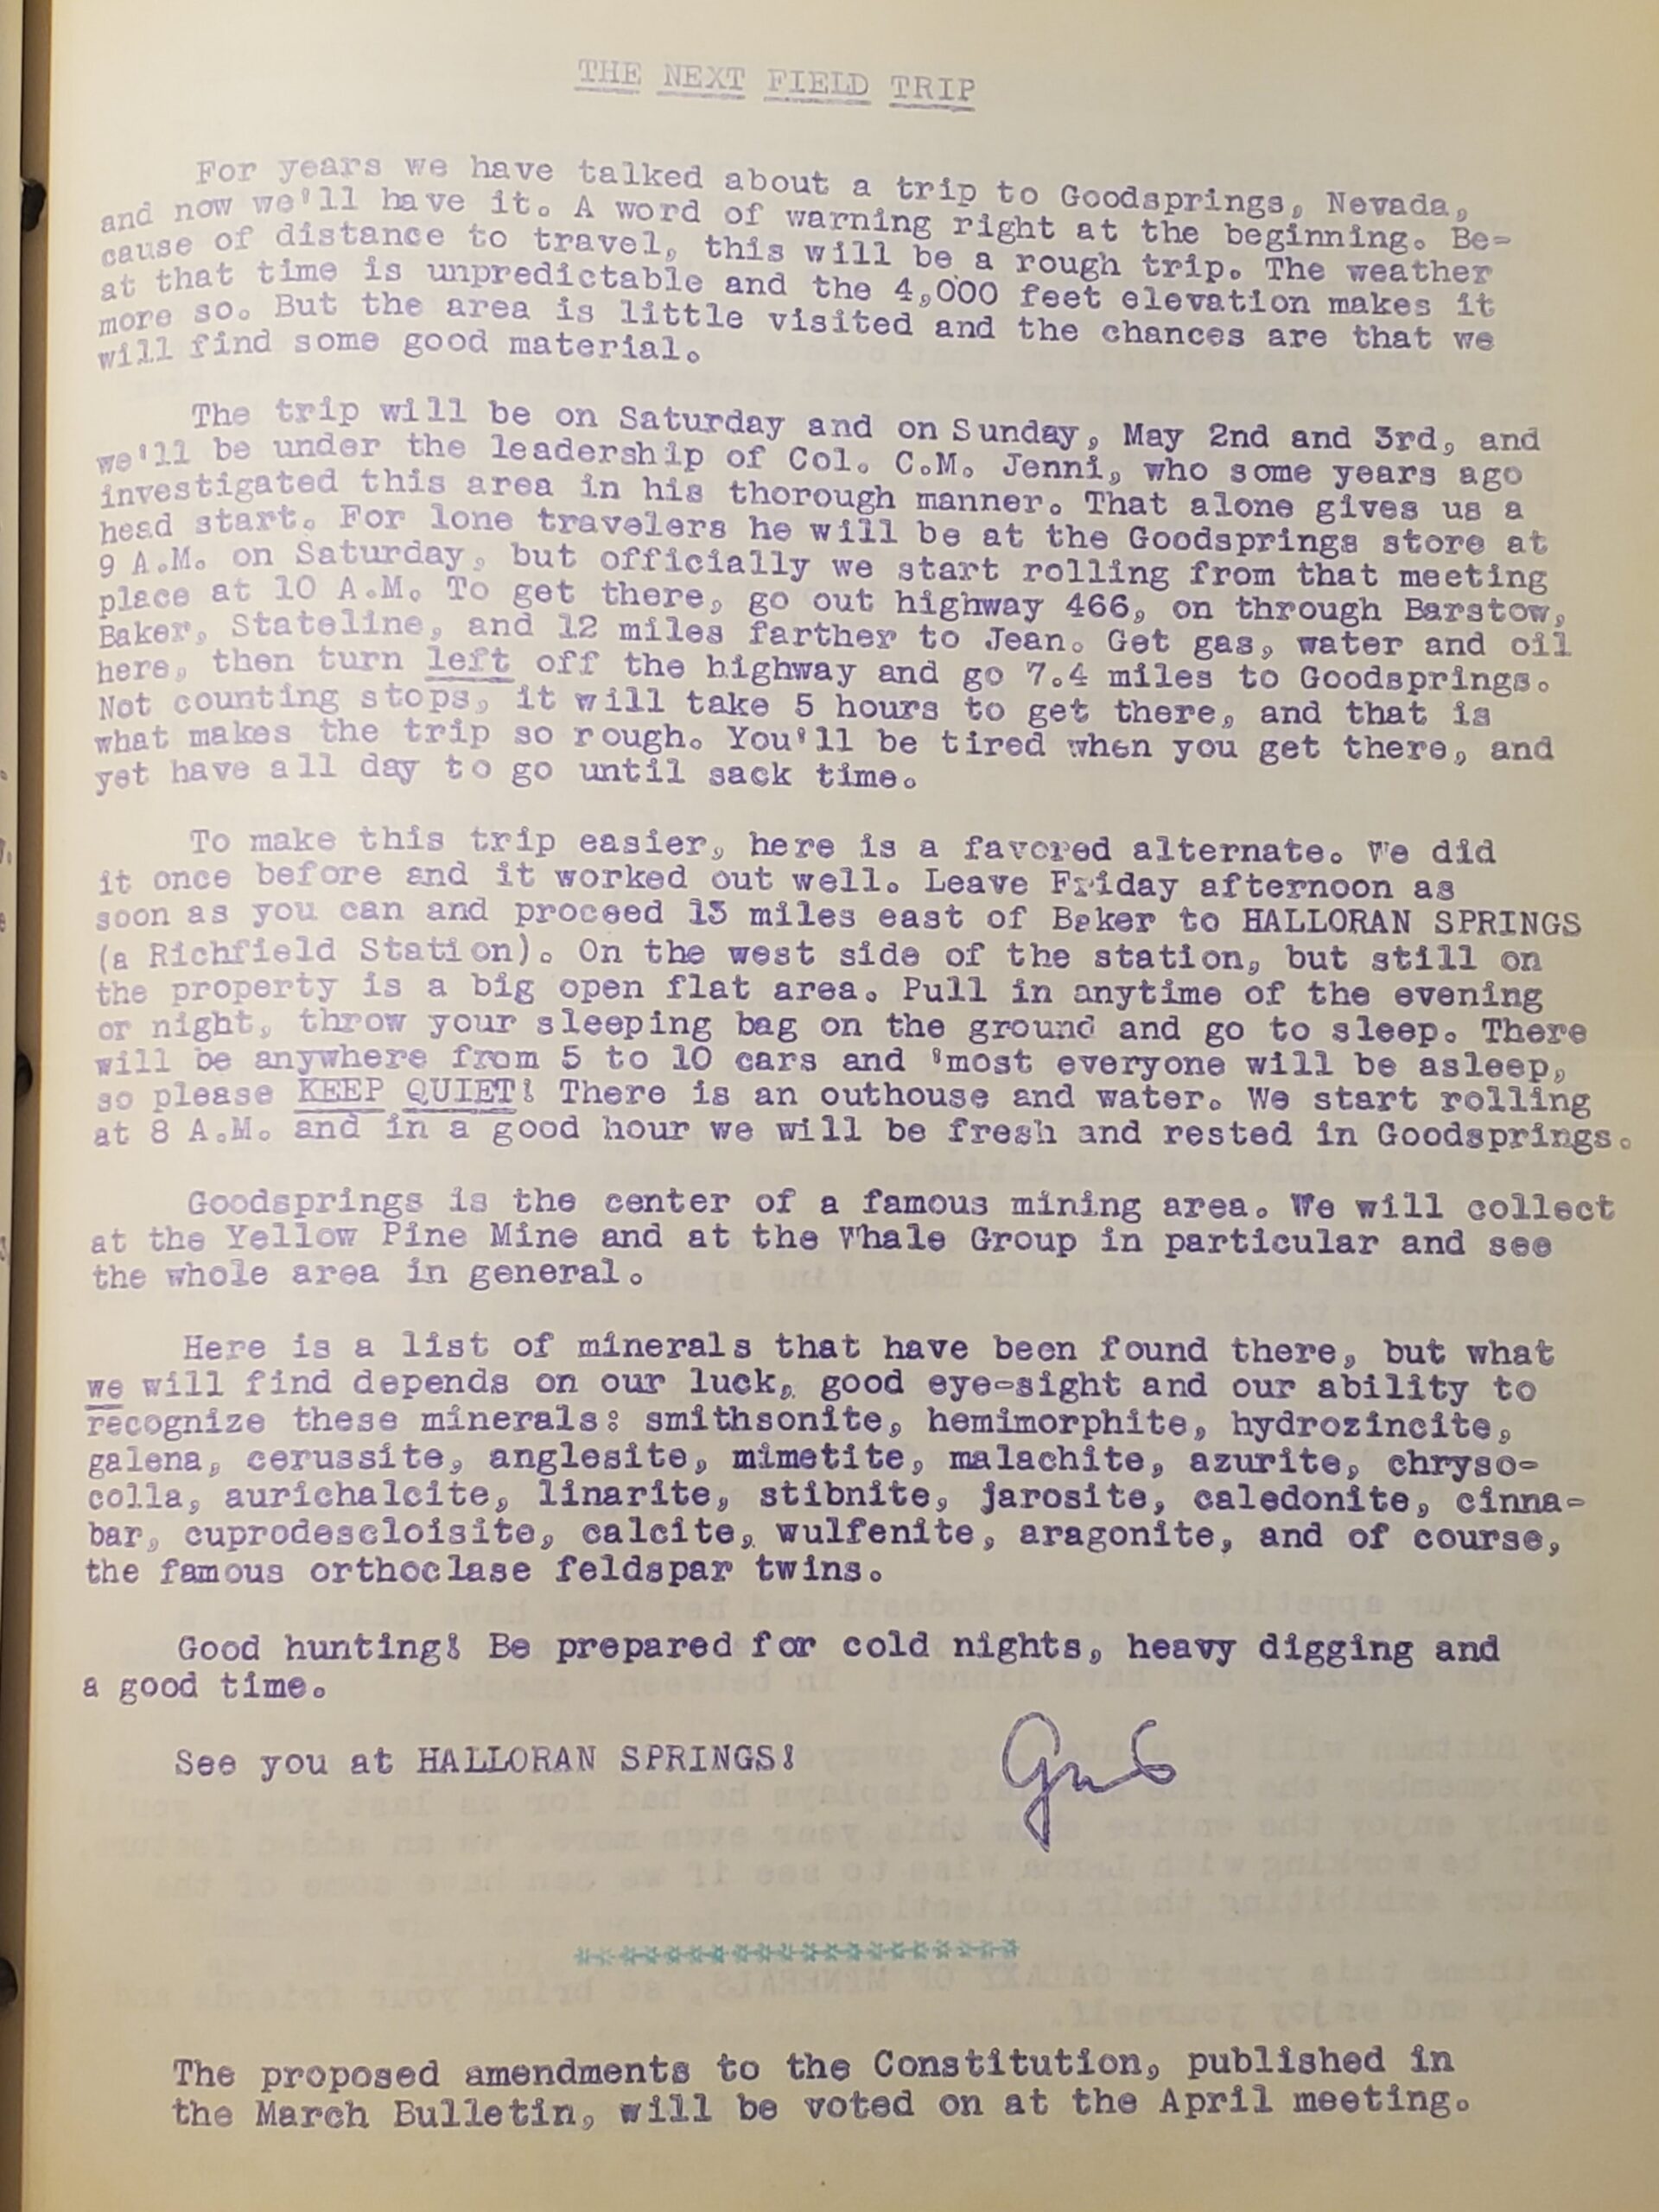 THE NEXT FIELD TRIP
For years we have talked about a trip to Goodsprings, Nevada,
and now we'll have it. A word of warning right at the beginning. Be-
cause of distance to travel, this will be a rough trip. The weather
at that time is unpredictable and the 4,000 feet elevation makes it
more so. But the area is little visited and the chances are that we
will find some good material.
The trip will be on Saturday and on Sunday, May 2nd and 3rd, and
we'll be under the leadership of Col. C.M. Jenni, who some years ago
investigated this area in his thorough manner. That alone gives us a
head start. For lone travelers he will be at the Goodsprings store at
9 A.M. on Saturday, but officially we start rolling from that meeting
place at 10 A.M. To get there, go out highway 466, on through Barstow,
Baker, Stateline, and 12 miles farther to Jean. Get gas, water and oil
here, then turn left off the highway and go 7.4 miles to Goodsprings.
Not counting stops, it will take 5 hours to get there, and that is
what makes the trip so rough. You'll be tired when you get there, and
yet have all day to go until sack time.
To make this trip easier, here is a favored alternate. We did
it once before and it worked out well. Leave Friday afternoon as
soon as you can and proceed 13 miles east of Baker to HALLORAN SPRINGS
(a Richfield Station). On the west side of the station, but still on
the property is a big open flat area. Pull in anytime of the evening
or night, throw your sleeping bag on the ground and go to sleep. There
will be anywhere from 5 to 10 cars and 'most everyone will be asleep,
so please KEEP QUIET! There is an outhouse and water. We start rolling
at 8 A.M. and in a good hour we will be fresh and rested in Goodsprings.
Goodsprings is the center of a famous mining area. We will collect
at the Yellow Pine Mine and at the Whale Group in particular and see
the whole area in general.
Here is a list of minerals that have been found there, but what
we will find depends on our luck, good eye-sight and our ability to
recognize these minerals: smithsonite, hemimorphite, hydrozincite,
galena, cerussite, anglesite, mimetite, malachite, azurite, chryso-
colla, aurichalcite, linarite, stibnite, jarosite, caledonite, cinna-
bar, cuprodescloisite, calcite, wulfenite, aragonite, and of course,
the famous orthoclase feldspar twins.
Good hunting! Be prepared for cold nights, heavy digging and
a good time.
See you at HALLORAN SPRINGS!
********************
The proposed amendments to the Constitution, published in
the March Bulletin, will be voted on at the April meeting.